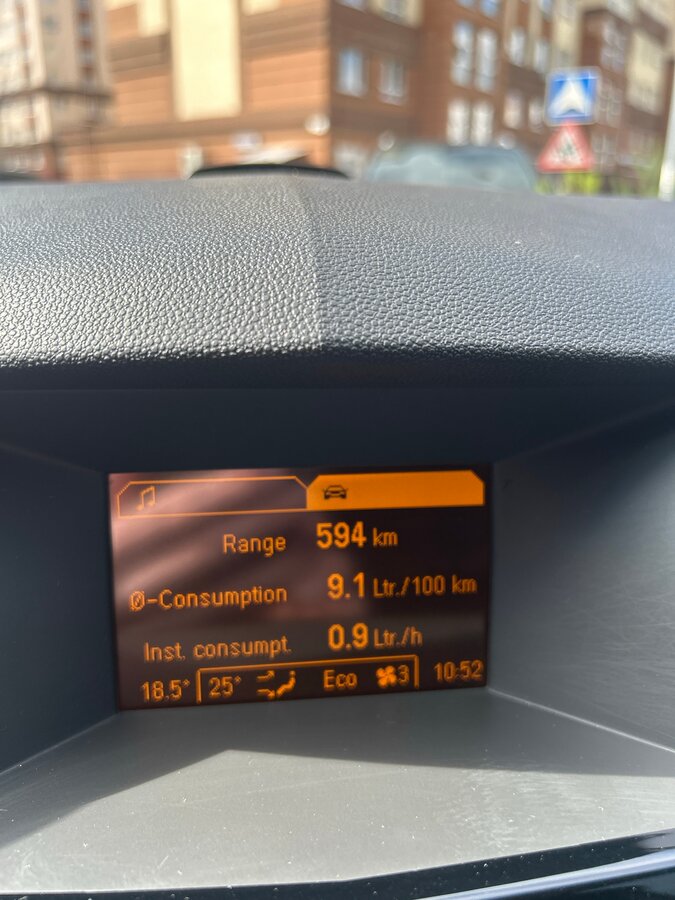 Range 594 km
Ø-Consumption 9.1 Ltr./100 km
Inst. consumpt. 0.9 Ltr./h
18.5° 25° Eco 3 10:52